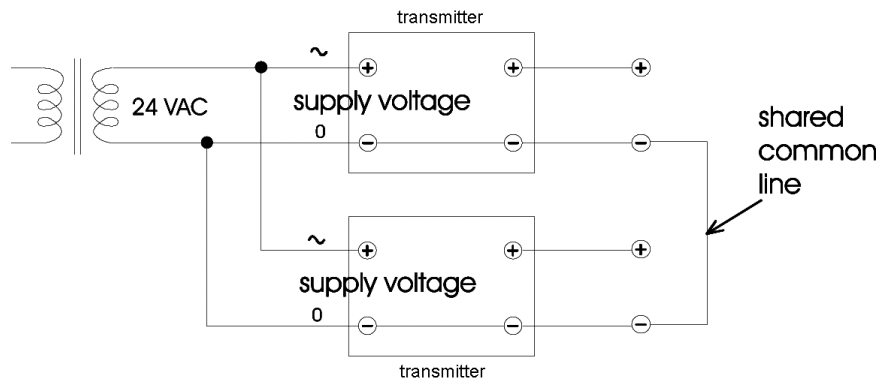 transmitter
~
+ + +
24 VAC
supply voltage
0
- - -
shared
common
line
~
+ + +
supply voltage
0
- - -
transmitter